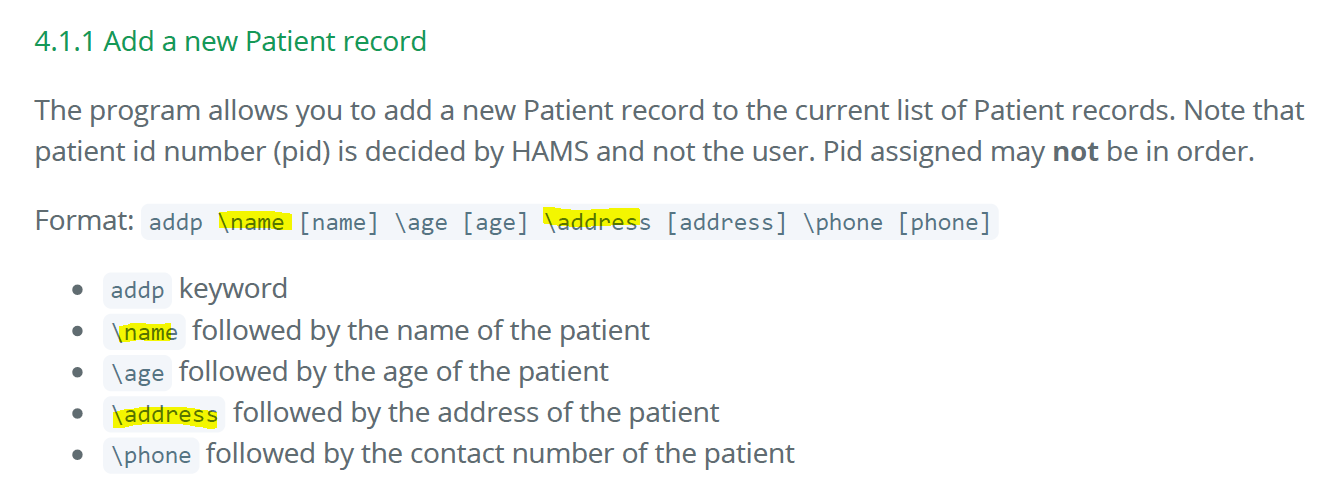 4.1.1 Add a new Patient record
The program allows you to add a new Patient record to the current list of Patient records. Note that
patient id number (pid) is decided by HAMS and not the user. Pid assigned may not be in order.
Format: addp \name [name] \age [age] \address [address] \phone [phone]
• addp keyword
• \name followed by the name of the patient
• \age followed by the age of the patient
• \address followed by the address of the patient
• \phone followed by the contact number of the patient